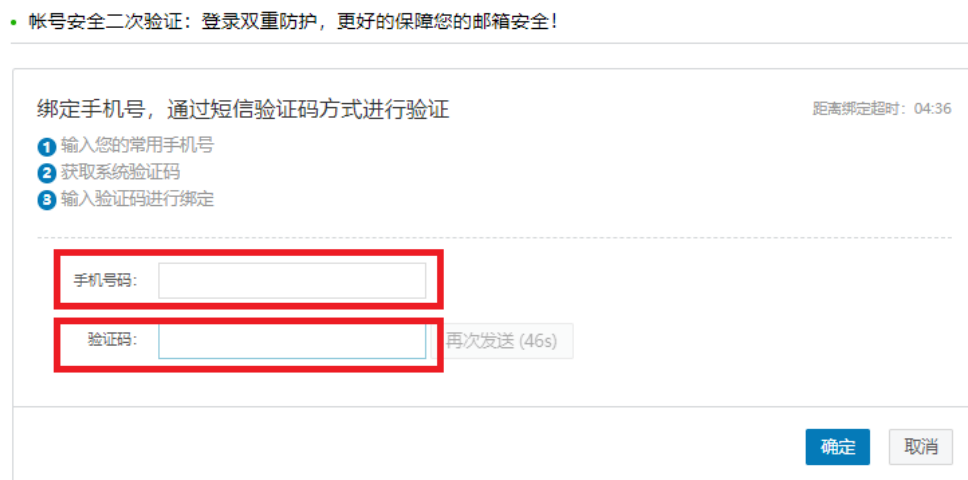 帐号安全二次验证：登录双重防护，更好的保障您的邮箱安全！
绑定手机号，通过短信验证码方式进行验证
距离绑定超时：04:36
1 输入您的常用手机号
2 获取系统验证码
3 输入验证码进行绑定
手机号码：
验证码：
再次发送 (46s)
确定
取消